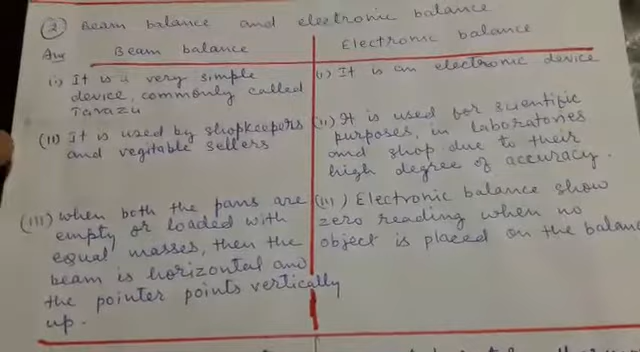 ② Beam balance and electronic balance
Ans Beam balance
(i) It is a very simple
device, commonly called
Tarazu
(ii) It is used by shopkeepers
and vegitable sellers
(iii) When both the pans are
empty or loaded with
equal masses, then the
beam is horizontal and
the pointer points vertically
up.
Electronic balance
(i) It is an electronic device
(ii) It is used for scientific
purposes, in laboratories
and shop due to their
high degree of accuracy.
(iii) Electronic balance show
zero reading when no
object is placed on the balan